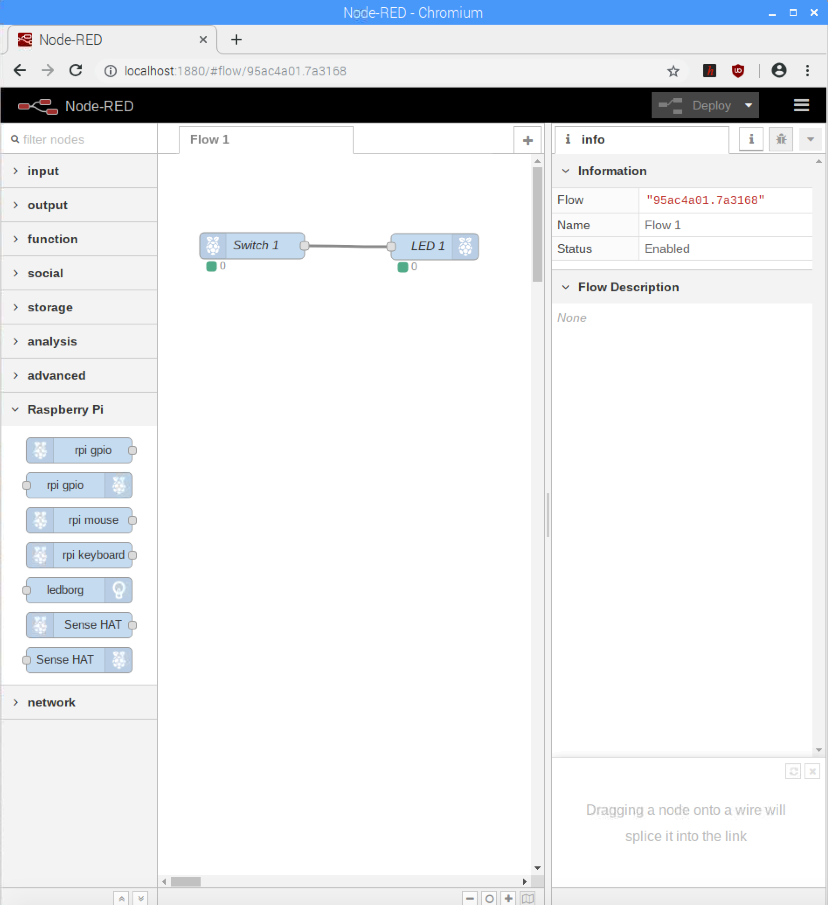 Node-RED - Chromium
Node-RED
localhost:1880/#flow/95ac4a01.7a3168
Node-RED
Deploy
filter nodes
input
output
function
social
storage
analysis
advanced
Raspberry Pi
rpi gpio
rpi gpio
rpi mouse
rpi keyboard
ledborg
Sense HAT
Sense HAT
network
Flow 1
Switch 1
0
LED 1
0
i info
i
Information
Flow "95ac4a01.7a3168"
Name Flow 1
Status Enabled
Flow Description
None
Dragging a node onto a wire will
splice it into the link